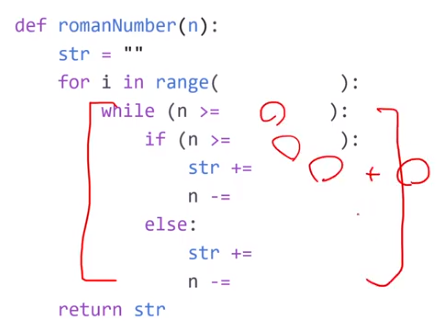 def romanNumber(n):
    str = ""
    for i in range(                ):
        while (n >=              ):
            if (n >=              ):
                str +=                  +
                n -=
            else:
                str +=
                n -=
    return str